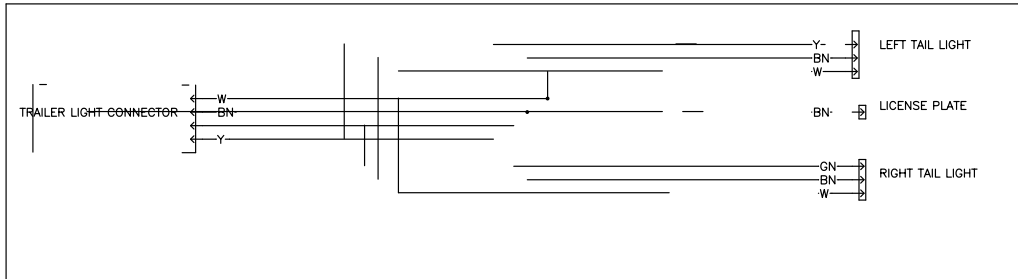 Y
LEFT TAIL LIGHT
BN
W
W
TRAILER LIGHT CONNECTOR
BN
BN
LICENSE PLATE
Y
GN
BN
RIGHT TAIL LIGHT
W